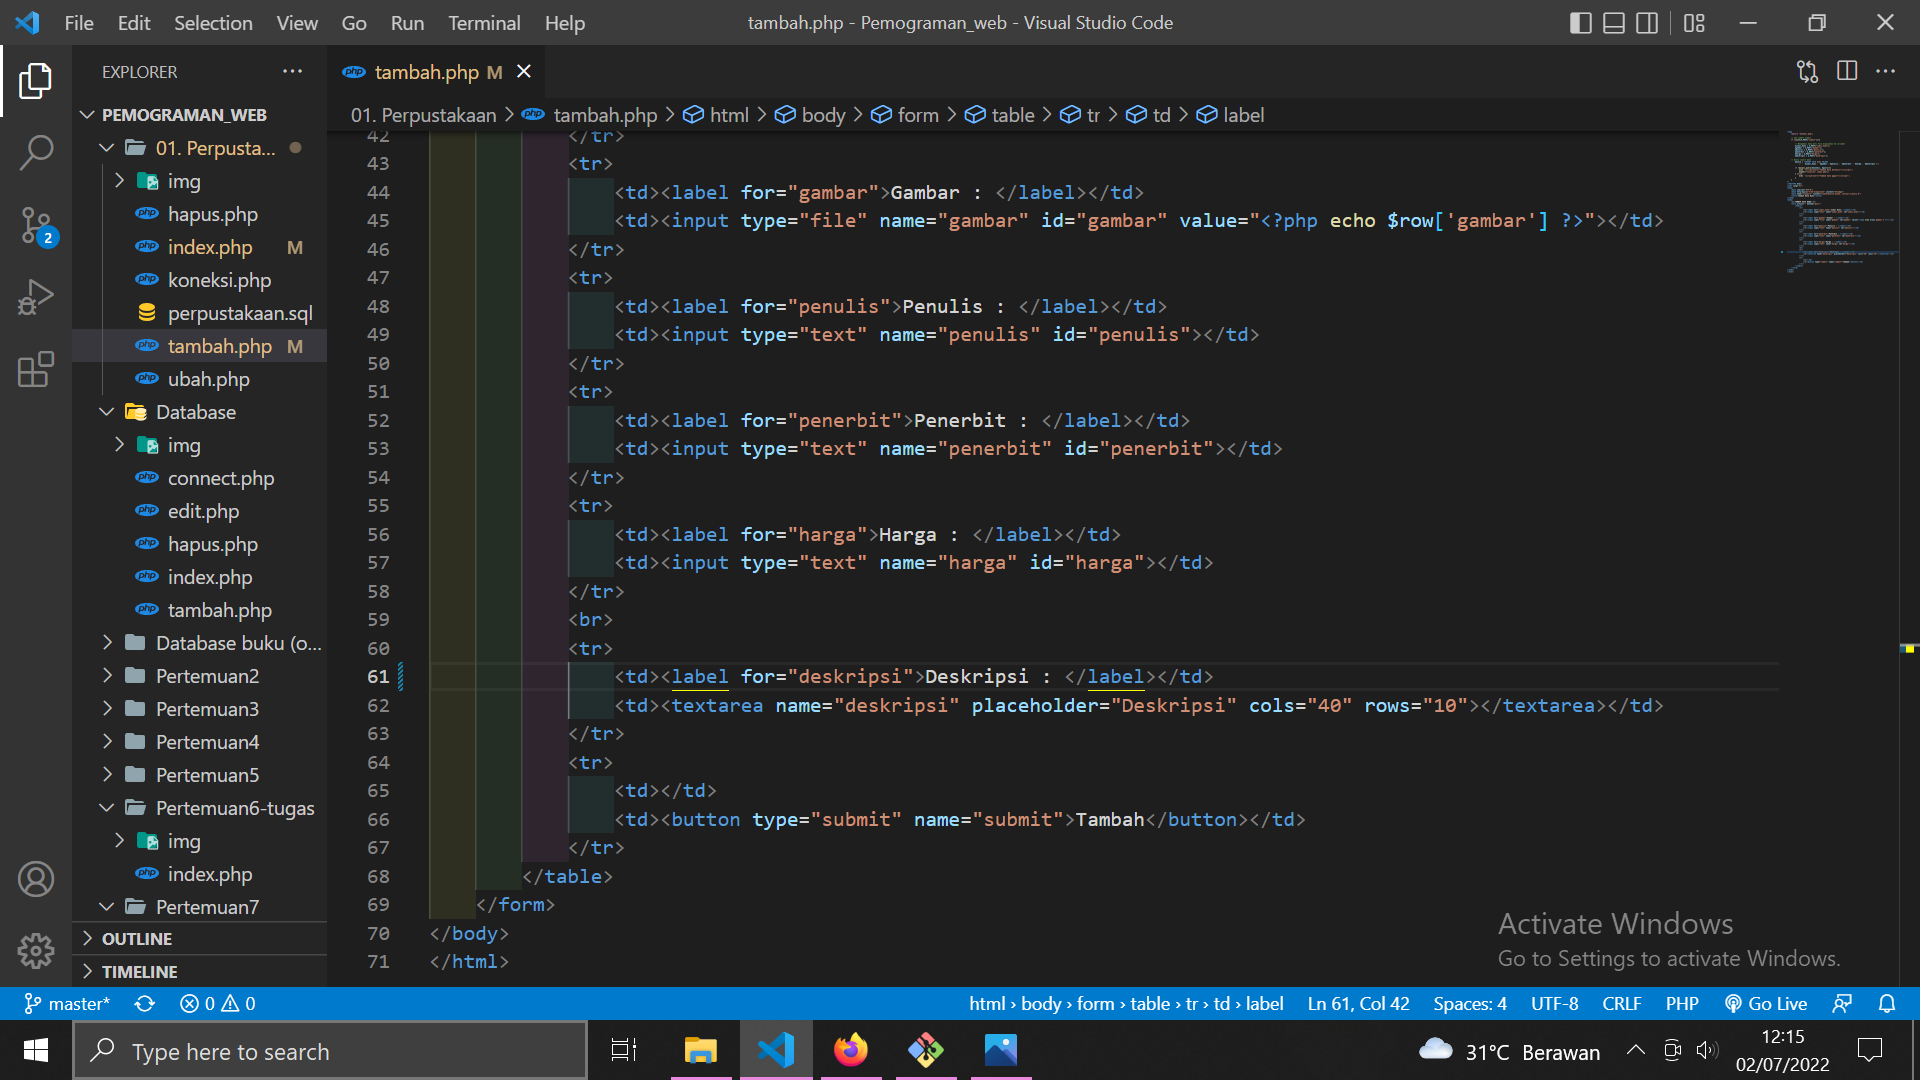 File Edit Selection View Go Run Terminal Help
tambah.php - Pemograman_web - Visual Studio Code
EXPLORER
PEMOGRAMAN_WEB
01. Perpusta...
img
hapus.php
index.php M
koneksi.php
perpustakaan.sql
tambah.php M
ubah.php
Database
img
connect.php
edit.php
hapus.php
index.php
tambah.php
Database buku (o...
Pertemuan2
Pertemuan3
Pertemuan4
Pertemuan5
Pertemuan6-tugas
img
index.php
Pertemuan7
OUTLINE
TIMELINE
2
tambah.php M
01. Perpustakaan > tambah.php > html > body > form > table > tr > td > label
42 </tr>
43 <tr>
44 <td><label for="gambar">Gambar : </label></td>
45 <td><input type="file" name="gambar" id="gambar" value="<?php echo $row['gambar'] ?>"></td>
46 </tr>
47 <tr>
48 <td><label for="penulis">Penulis : </label></td>
49 <td><input type="text" name="penulis" id="penulis"></td>
50 </tr>
51 <tr>
52 <td><label for="penerbit">Penerbit : </label></td>
53 <td><input type="text" name="penerbit" id="penerbit"></td>
54 </tr>
55 <tr>
56 <td><label for="harga">Harga : </label></td>
57 <td><input type="text" name="harga" id="harga"></td>
58 </tr>
59 <br>
60 <tr>
61 <td><label for="deskripsi">Deskripsi : </label></td>
62 <td><textarea name="deskripsi" placeholder="Deskripsi" cols="40" rows="10"></textarea></td>
63 </tr>
64 <tr>
65 <td></td>
66 <td><button type="submit" name="submit">Tambah</button></td>
67 </tr>
68 </table>
69 </form>
70 </body>
71 </html>
Activate Windows
Go to Settings to activate Windows.
master* 0 0
html › body › form › table › tr › td › label Ln 61, Col 42 Spaces: 4 UTF-8 CRLF PHP Go Live
Type here to search
31°C Berawan
12:15
02/07/2022